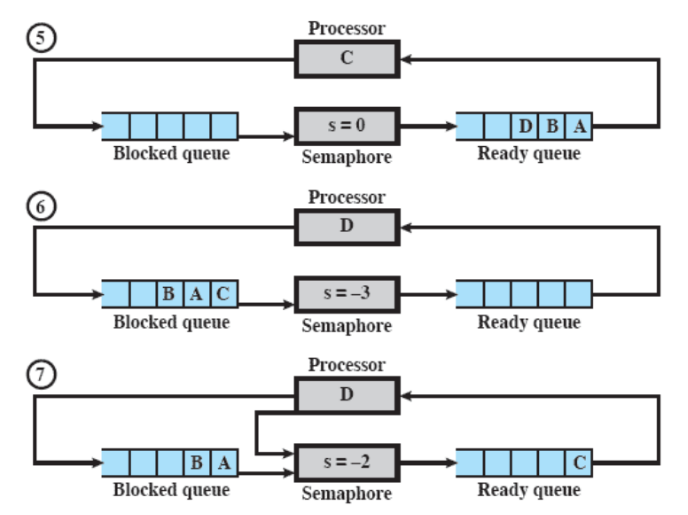 5
Processor
C
s = 0
D B A
Blocked queue
Semaphore
Ready queue
6
Processor
D
B A C
s = –3
Blocked queue
Semaphore
Ready queue
7
Processor
D
B A
s = –2
C
Blocked queue
Semaphore
Ready queue